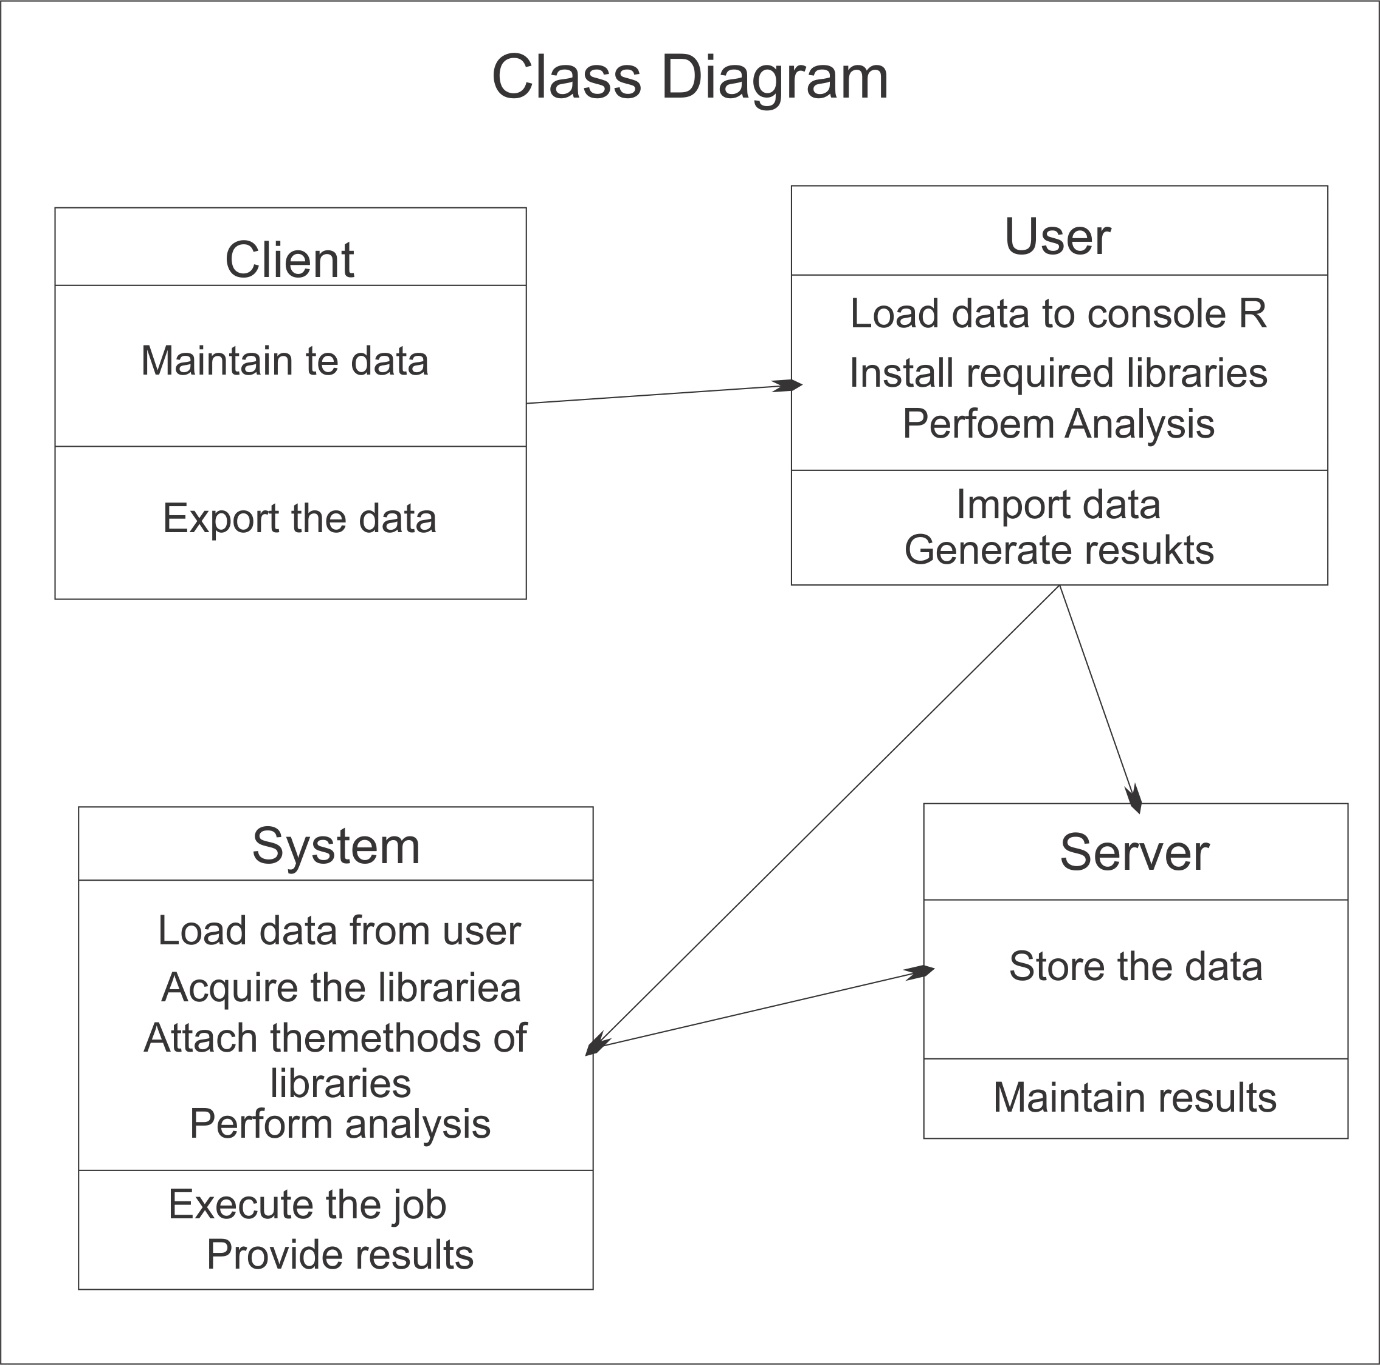 Class Diagram
Client
Maintain te data
Export the data
User
Load data to console R
Install required libraries
Perfoem Analysis
Import data
Generate resukts
System
Load data from user
Acquire the librariea
Attach themethods of
libraries
Perform analysis
Execute the job
Provide results
Server
Store the data
Maintain results